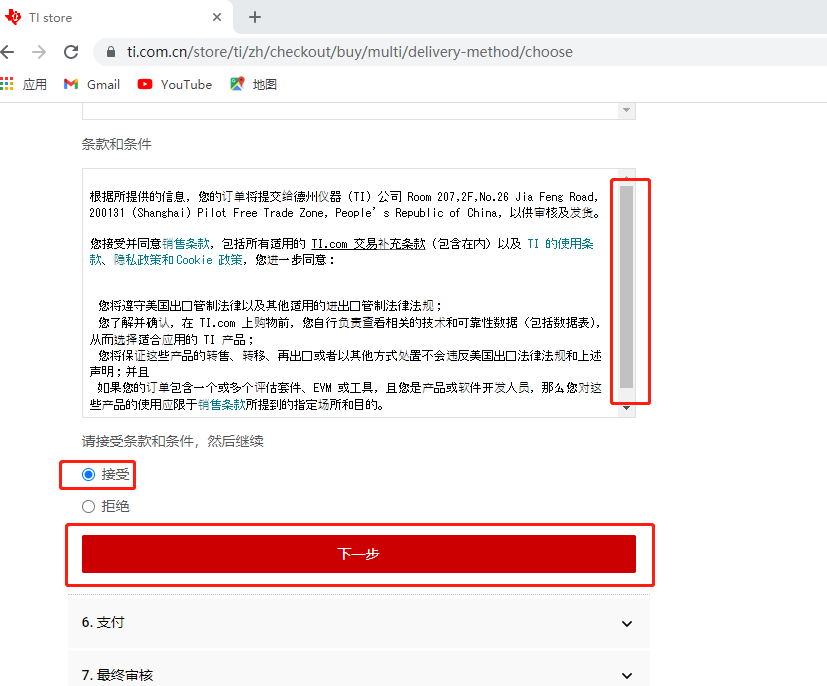 TI store
ti.com.cn/store/ti/zh/checkout/buy/multi/delivery-method/choose
应用 Gmail YouTube 地图
条款和条件
根据所提供的信息，您的订单将提交给德州仪器（TI）公司 Room 207,2F,No.26 Jia Feng Road,
200131 (Shanghai) Pilot Free Trade Zone, People's Republic of China，以供审核及发货。
您接受并同意销售条款，包括所有适用的 TI.com 交易补充条款（包含在内）以及 TI 的使用条
款、隐私政策和Cookie 政策，您进一步同意：
您将遵守美国出口管制法律以及其他适用的进出口管制法律法规；
您了解并确认，在 TI.com 上购物前，您自行负责查看相关的技术和可靠性数据（包括数据表），
从而选择适合应用的 TI 产品；
您将保证这些产品的转售、转移、再出口或者以其他方式处置不会违反美国出口法律法规和上述
声明；并且
如果您的订单包含一个或多个评估套件、EVM 或工具，且您是产品或软件开发人员，那么您对这
些产品的使用应限于销售条款所提到的指定场所和目的。
请接受条款和条件，然后继续
接受
拒绝
下一步
6. 支付
7. 最终审核